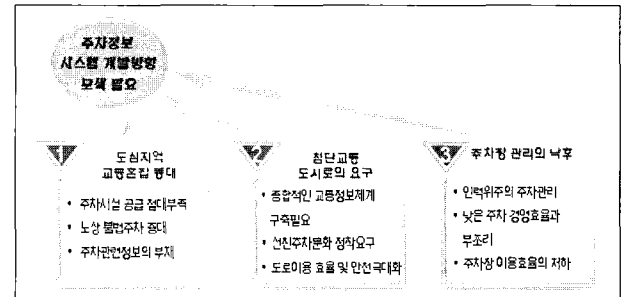 주차정보
시스템 개발방향
모색 필요
1
도심지역
교통혼잡 증대
• 주차시설 공급 절대부족
• 노상 불법주차 증대
• 주차관련정보의 부재
2
첨단교통
도시로의 요구
• 종합적인 교통정보체계
구축필요
• 선진주차문화 정착요구
• 도로이용 효율 및 안전극대화
3
주차장 관리의 낙후
• 인력위주의 주차관리
• 낮은 주차 경영효율과
부조리
• 주차장 이용효율의 저하